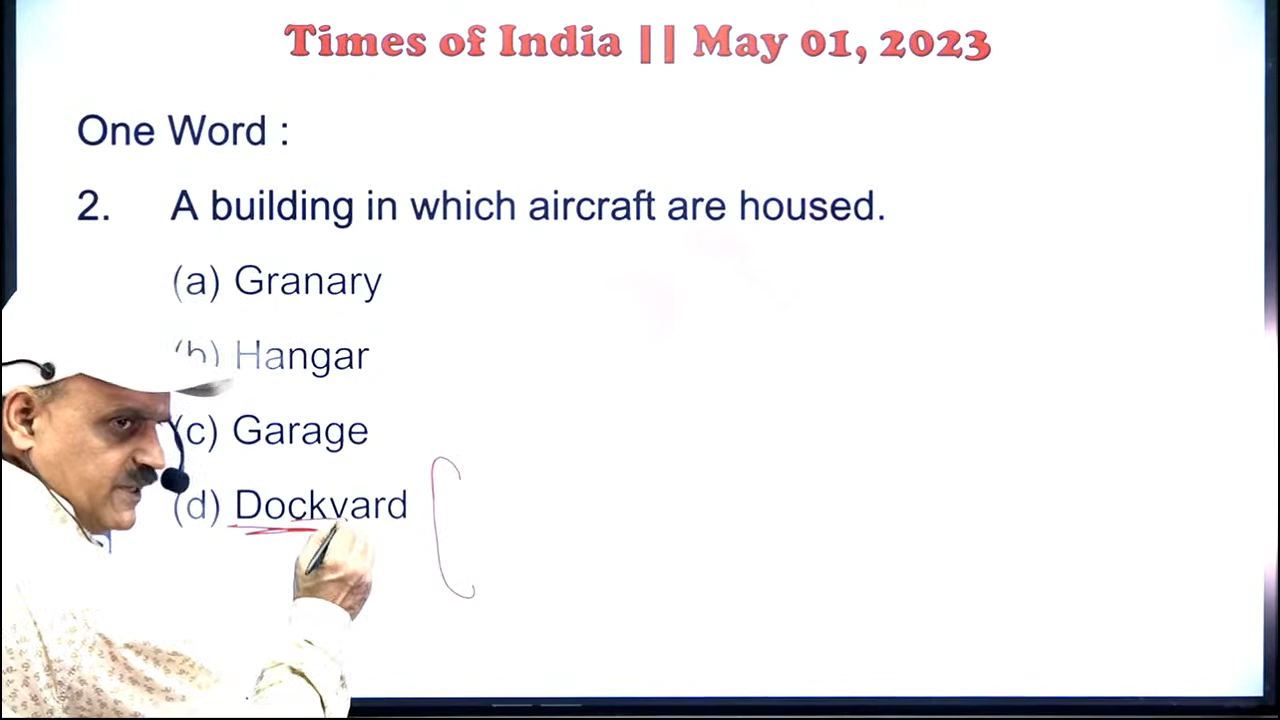 Times of India || May 01, 2023
One Word :
2. A building in which aircraft are housed.
(a) Granary
(b) Hangar
(c) Garage
(d) Dockyard